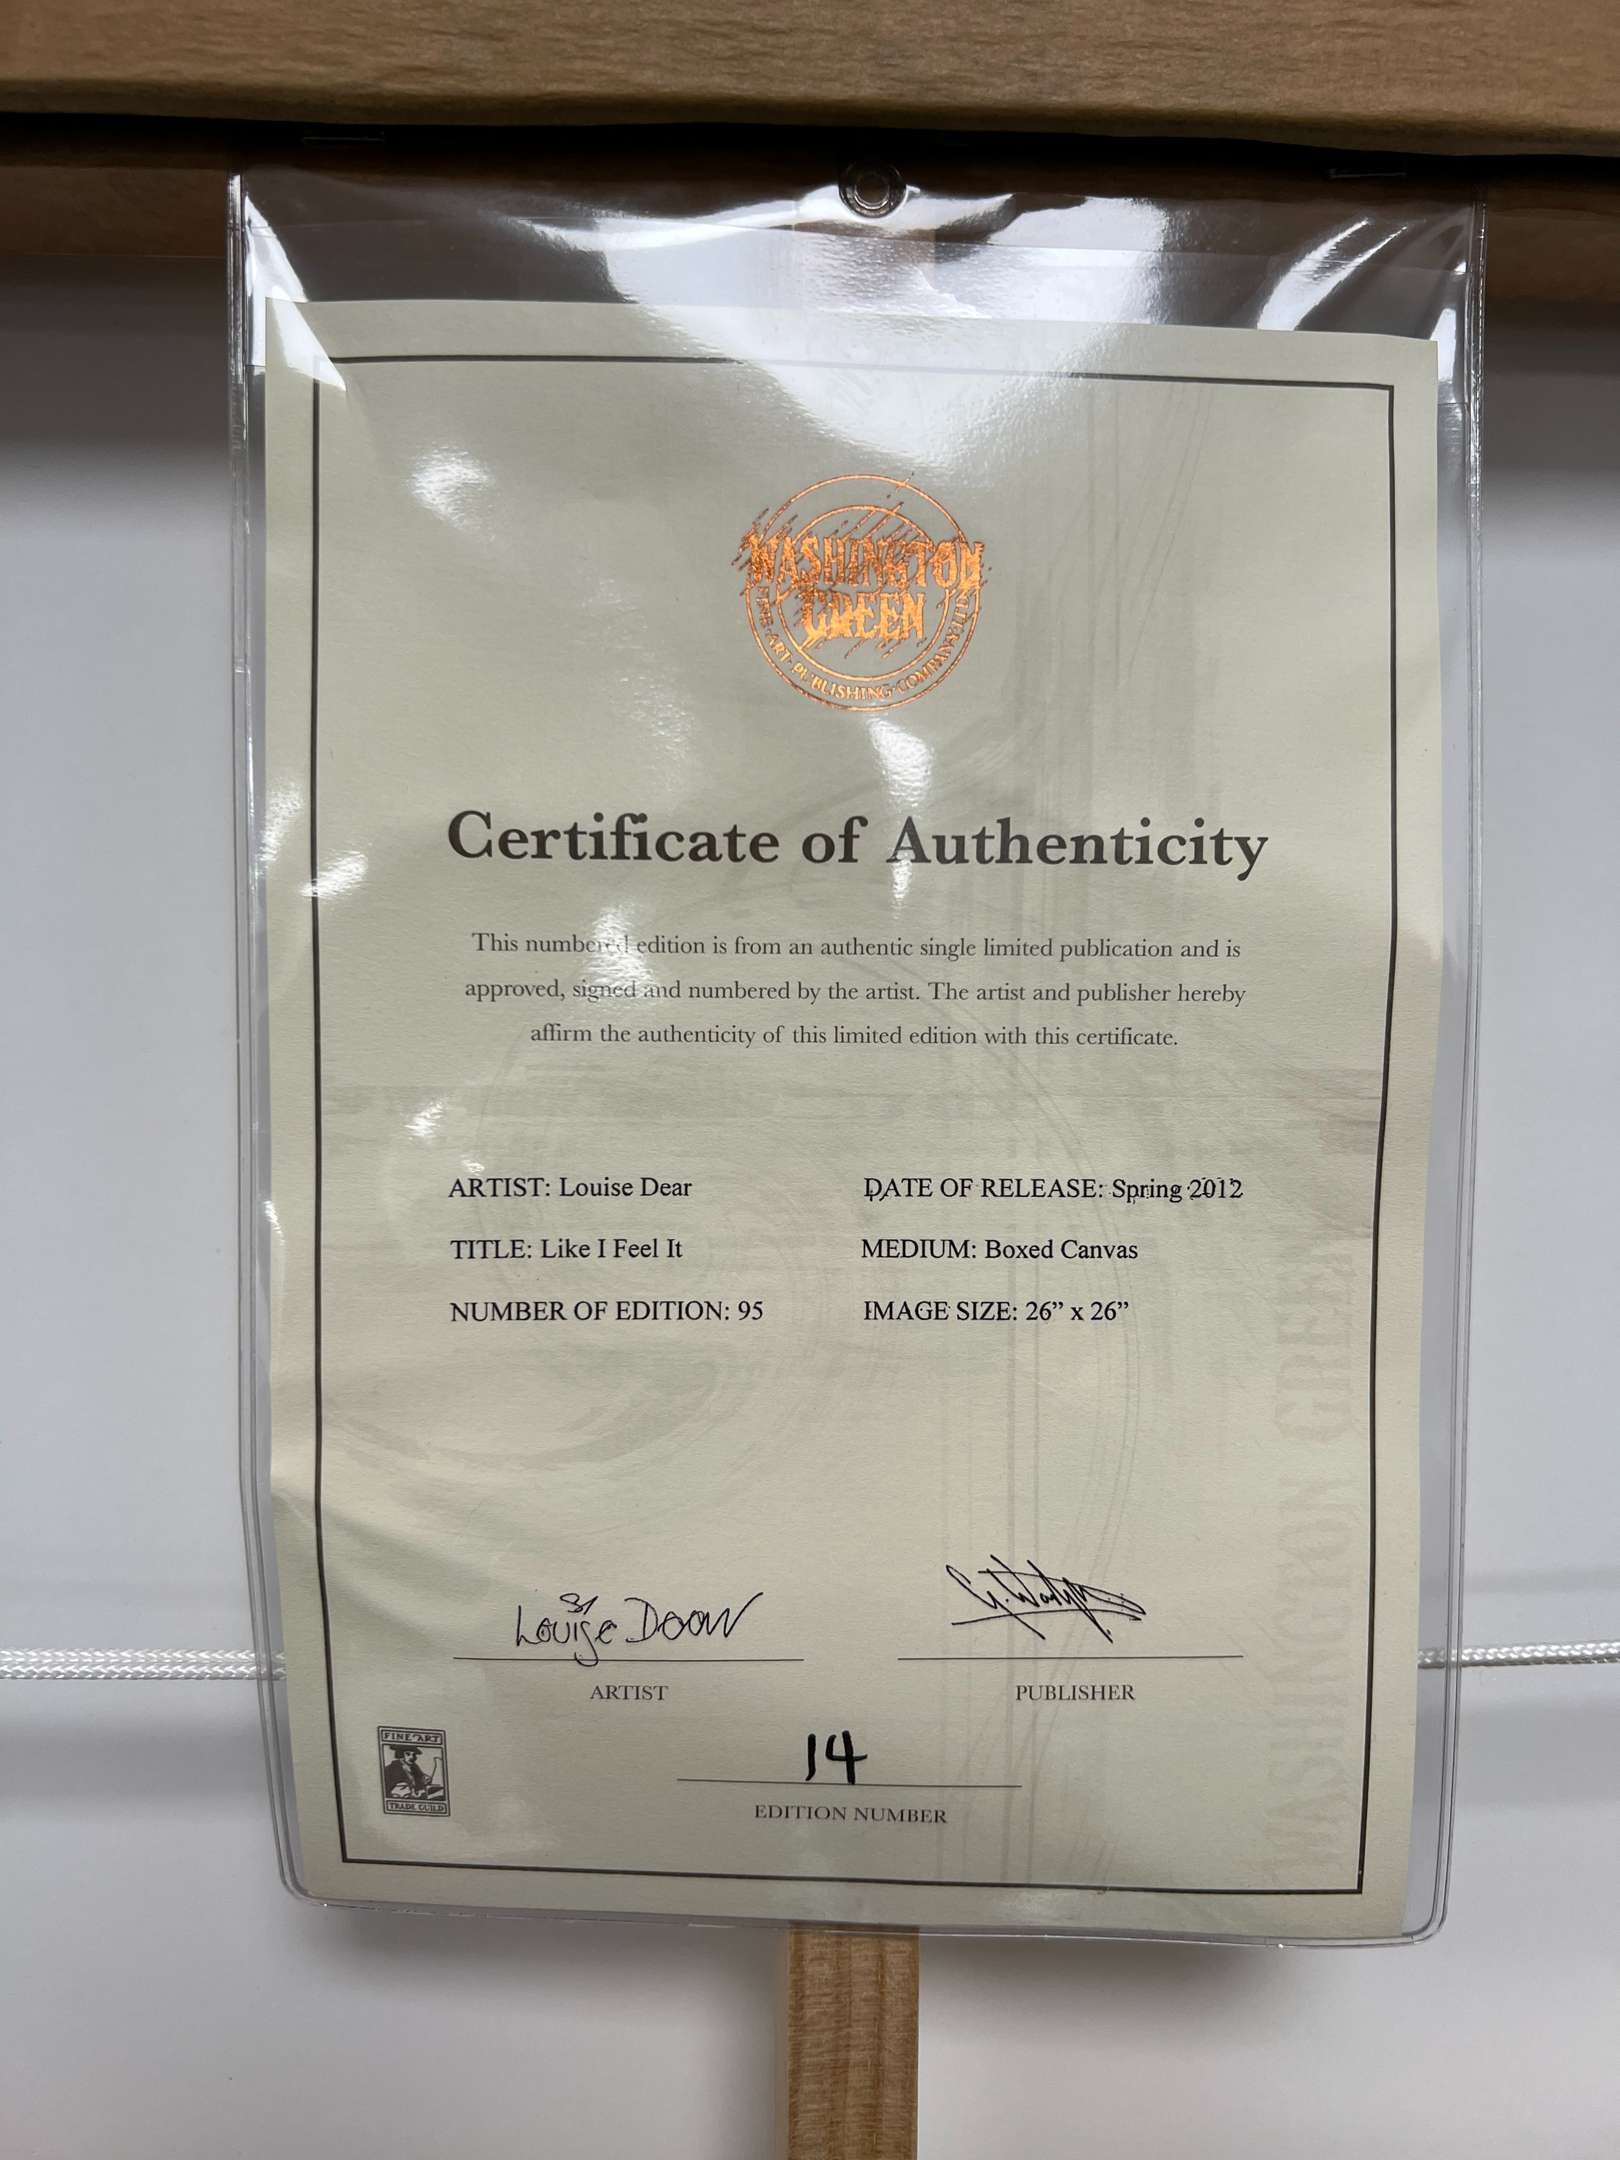 WASHINGTON
GREEN
FINE·ART·PUBLISHING·COMPANY·LTD
Certificate of Authenticity
This numbered edition is from an authentic single limited publication and is
approved, signed and numbered by the artist. The artist and publisher hereby
affirm the authenticity of this limited edition with this certificate.
ARTIST: Louise Dear DATE OF RELEASE: Spring 2012
TITLE: Like I Feel It MEDIUM: Boxed Canvas
NUMBER OF EDITION: 95 IMAGE SIZE: 26” x 26”
Louise Dear
ARTIST PUBLISHER
14
EDITION NUMBER
FINE ART
TRADE GUILD
WASHINGTON GREEN